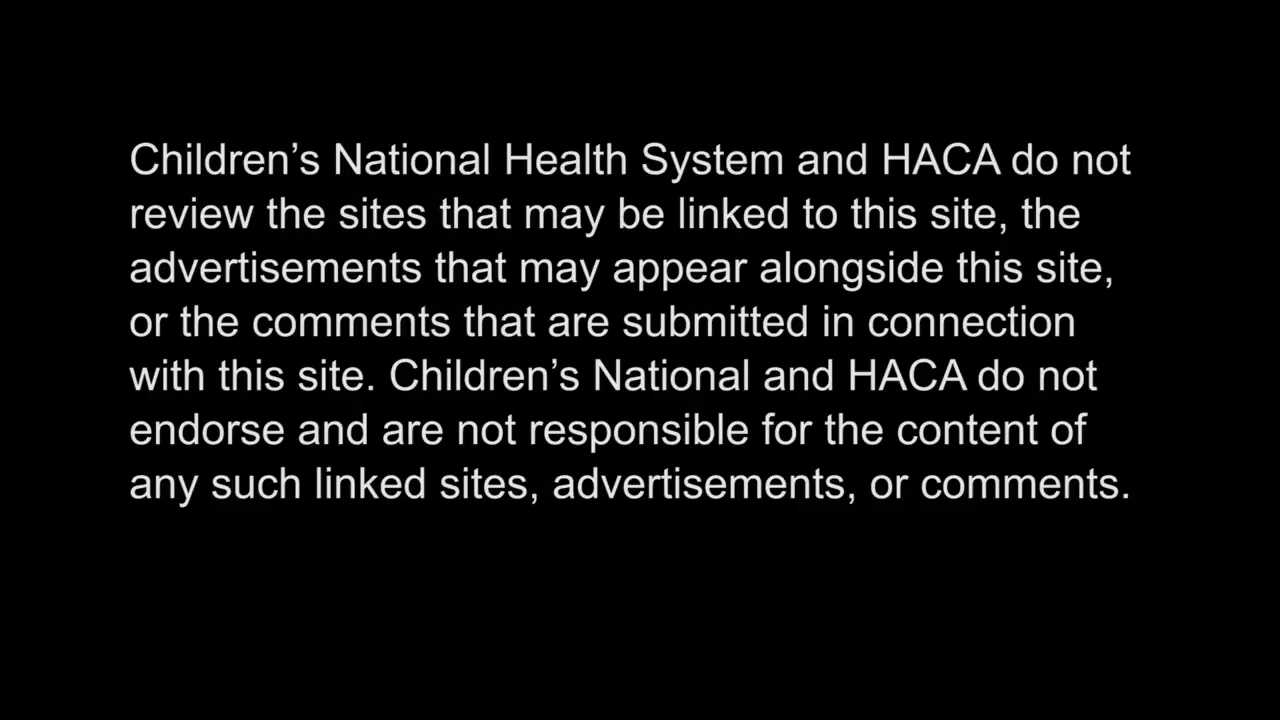 Children’s National Health System and HACA do not
review the sites that may be linked to this site, the
advertisements that may appear alongside this site,
or the comments that are submitted in connection
with this site. Children’s National and HACA do not
endorse and are not responsible for the content of
any such linked sites, advertisements, or comments.